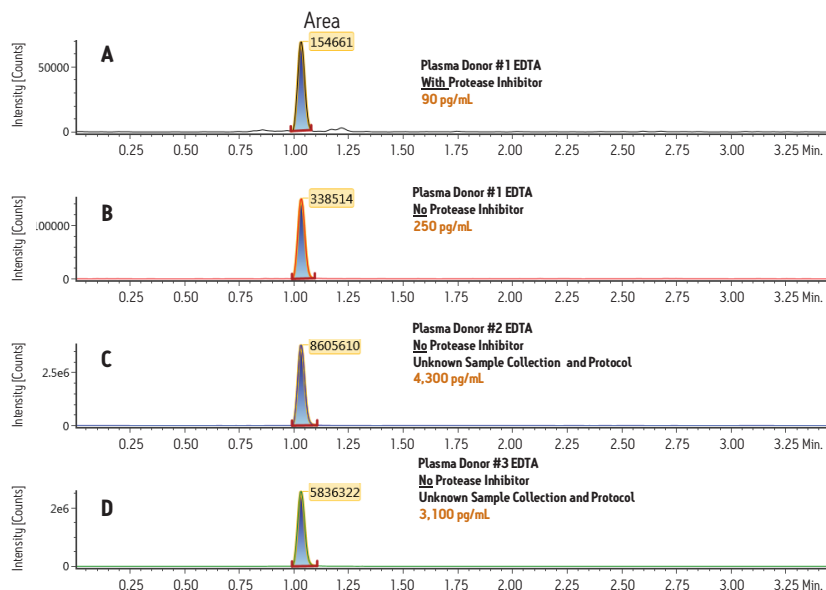 Area
A
Intensity [Counts]
50000
0
154661
Plasma Donor #1 EDTA
With Protease Inhibitor
90 pg/mL
0.25 0.50 0.75 1.00 1.25 1.50 1.75 2.00 2.25 2.50 2.75 3.00 3.25 Min.
B
Intensity [Counts]
:00000
0
338514
Plasma Donor #1 EDTA
No Protease Inhibitor
250 pg/mL
0.25 0.50 0.75 1.00 1.25 1.50 1.75 2.00 2.25 2.50 2.75 3.00 3.25 Min.
C
Intensity [Counts]
2.5e6
0
8605610
Plasma Donor #2 EDTA
No Protease Inhibitor
Unknown Sample Collection and Protocol
4,300 pg/mL
0.25 0.50 0.75 1.00 1.25 1.50 1.75 2.00 2.25 2.50 2.75 3.00 3.25 Min.
D
Intensity [Counts]
2e6
0
5836322
Plasma Donor #3 EDTA
No Protease Inhibitor
Unknown Sample Collection and Protocol
3,100 pg/mL
0.25 0.50 0.75 1.00 1.25 1.50 1.75 2.00 2.25 2.50 2.75 3.00 3.25 Min.